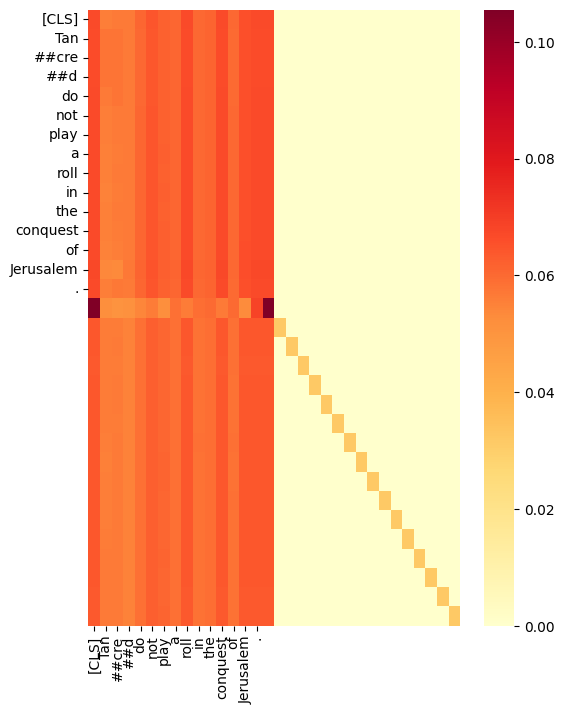 [CLS]
Tan
##cre
##d
do
not
play
a
roll
in
the
conquest
of
Jerusalem
.
0.10
0.08
0.06
0.04
0.02
0.00
[CLS]
Tan
##cre
##d
do
not
play
a
roll
in
the
conquest
of
Jerusalem
.